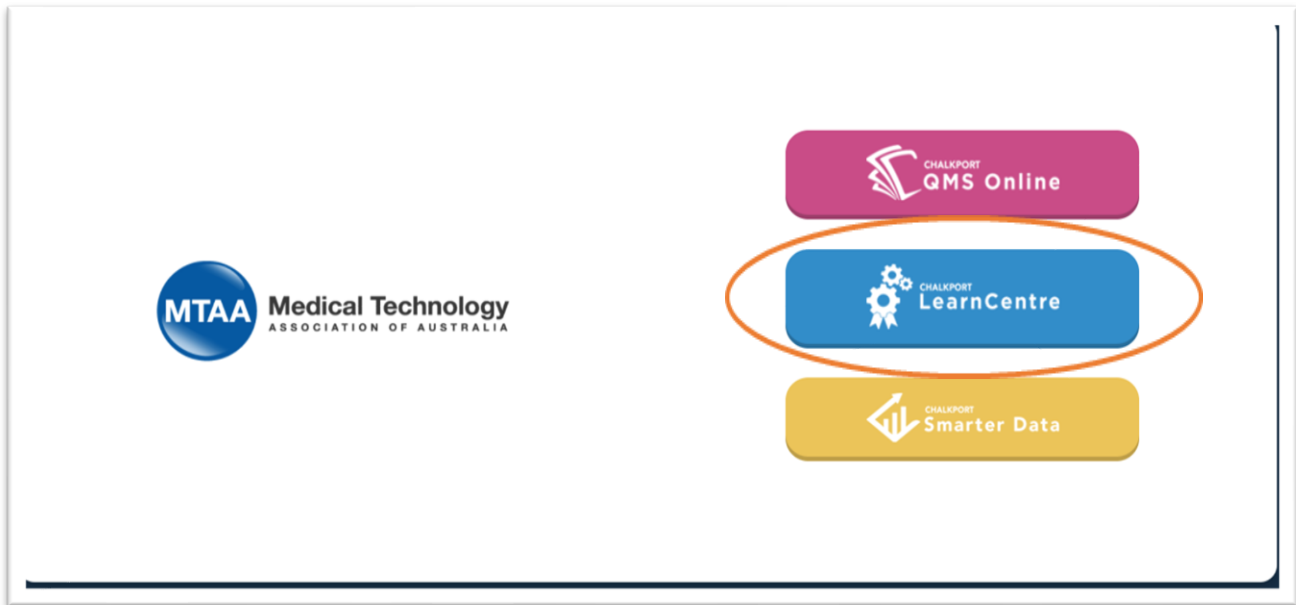 MTAA
Medical Technology
ASSOCIATION OF AUSTRALIA
CHALKPORT
QMS Online
CHALKPORT
LearnCentre
CHALKPORT
Smarter Data